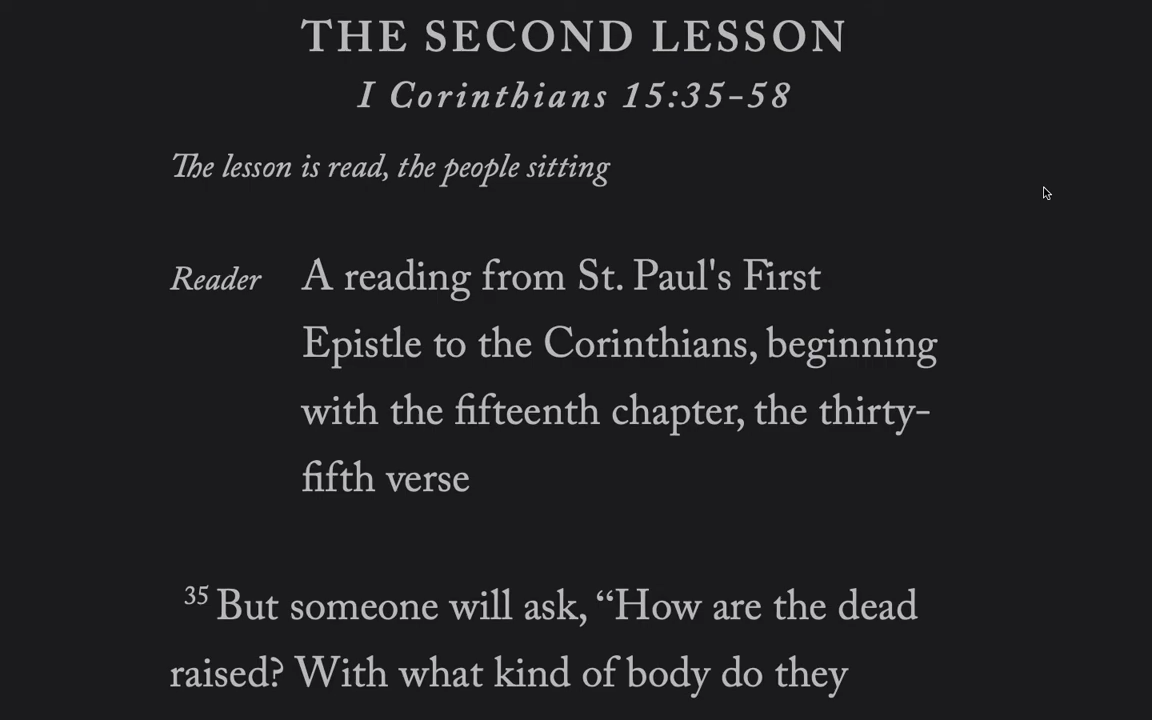 THE SECOND LESSON
I Corinthians 15:35-58
The lesson is read, the people sitting
Reader A reading from St. Paul's First
Epistle to the Corinthians, beginning
with the fifteenth chapter, the thirty-
fifth verse
35 But someone will ask, “How are the dead
raised? With what kind of body do they